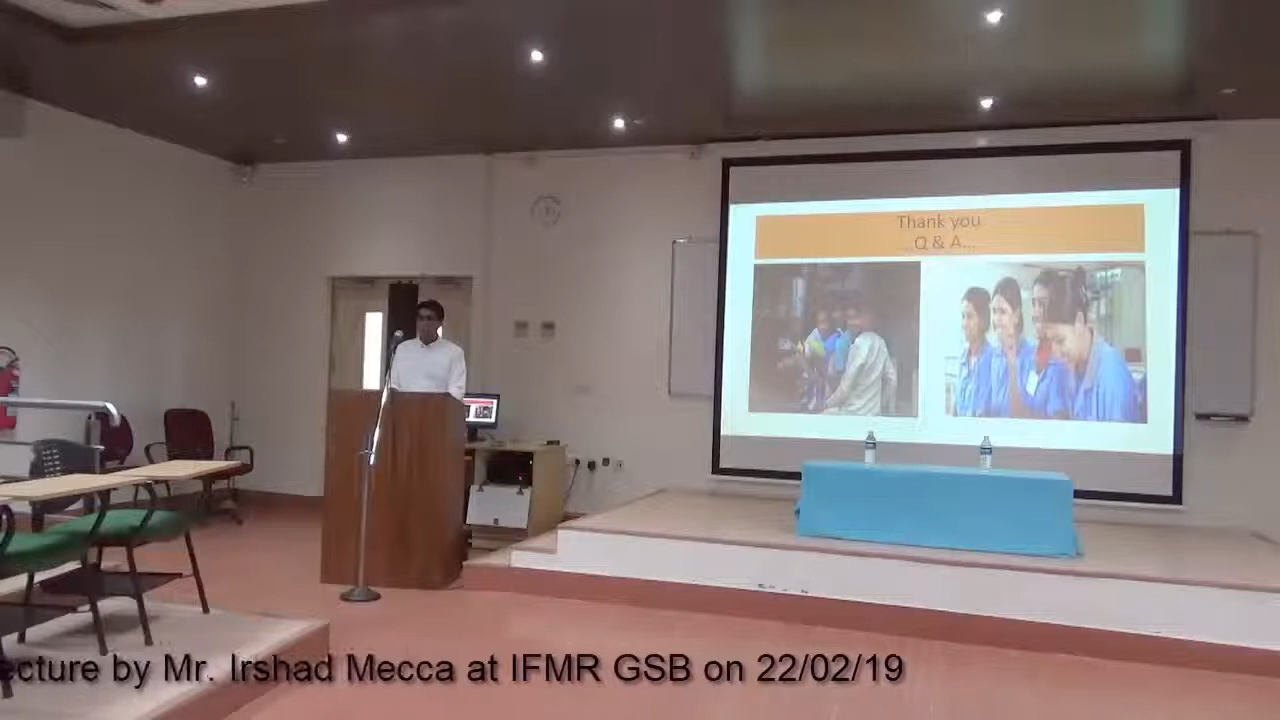 Thank you
...Q & A...
ecture by Mr. Irshad Mecca at IFMR GSB on 22/02/19